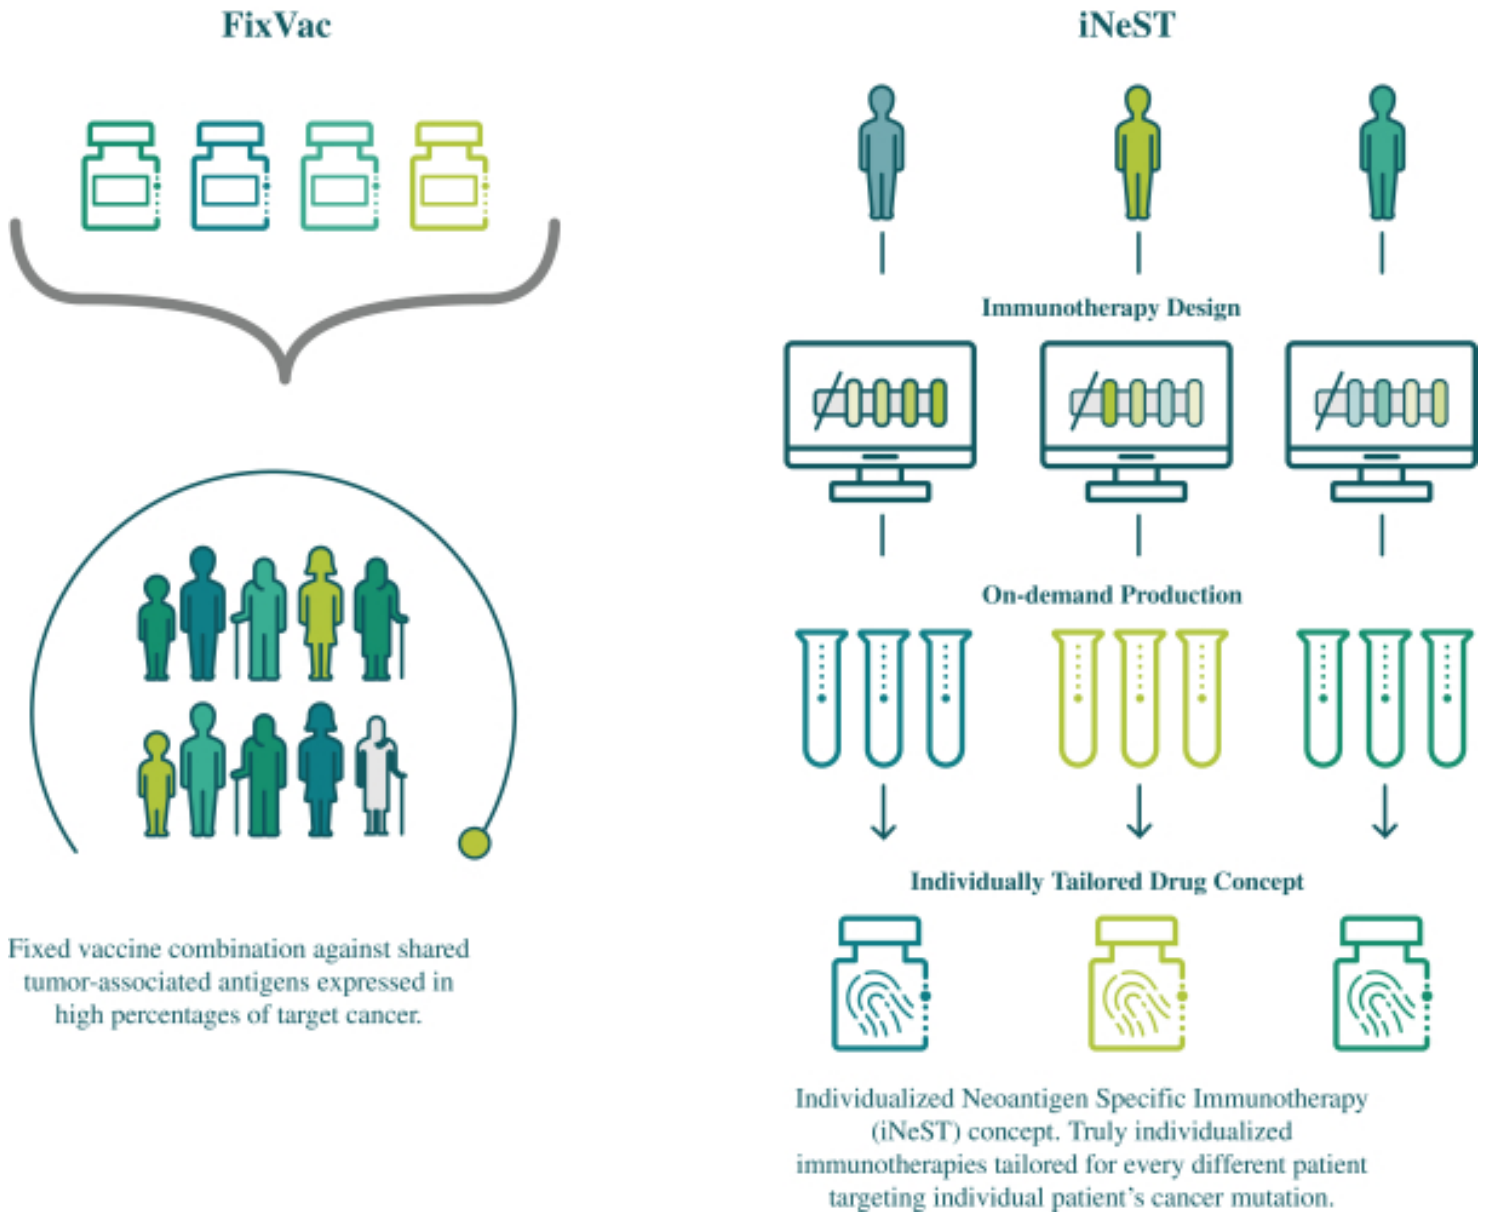 FixVac
Fixed vaccine combination against shared
tumor-associated antigens expressed in
high percentages of target cancer.
iNeST
Immunotherapy Design
On-demand Production
Individually Tailored Drug Concept
Individualized Neoantigen Specific Immunotherapy
(iNeST) concept. Truly individualized
immunotherapies tailored for every different patient
targeting individual patient’s cancer mutation.